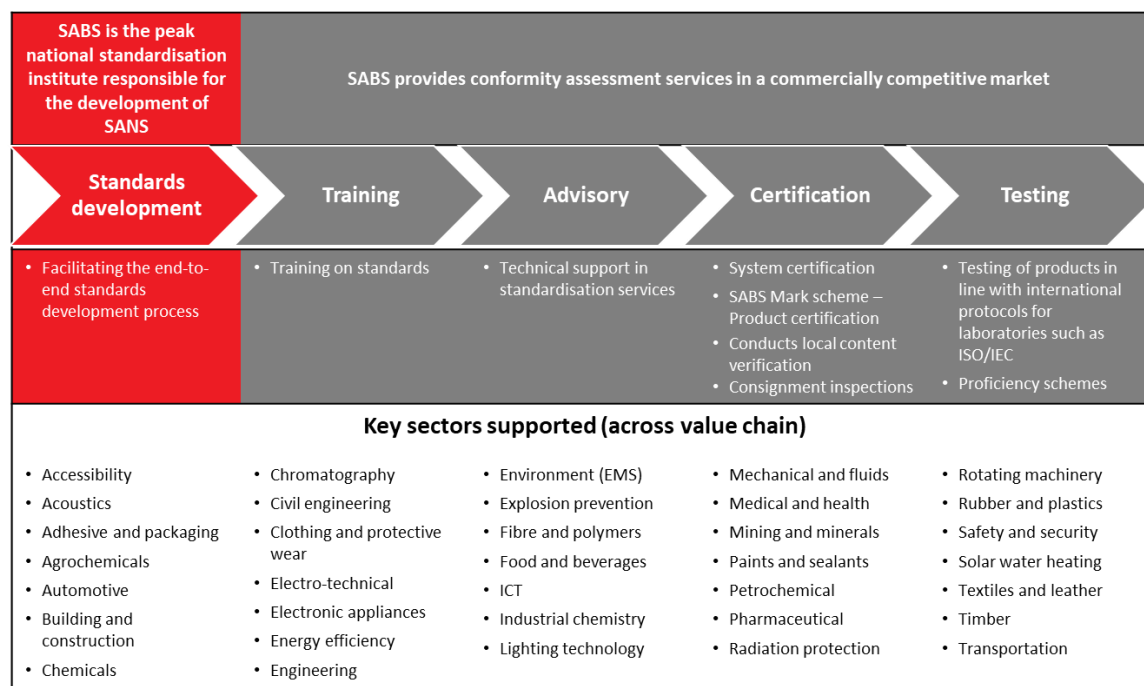 SABS is the peak
national standardisation
institute responsible for
the development of
SANS
SABS provides conformity assessment services in a commercially competitive market
Standards
development
Training
Advisory
Certification
Testing
• Facilitating the end-to-
end standards
development process
• Training on standards
• Technical support in
standardisation services
• System certification
• SABS Mark scheme –
Product certification
• Conducts local content
verification
• Consignment inspections
• Testing of products in
line with international
protocols for
laboratories such as
ISO/IEC
• Proficiency schemes
Key sectors supported (across value chain)
• Accessibility
• Acoustics
• Adhesive and packaging
• Agrochemicals
• Automotive
• Building and
construction
• Chemicals
• Chromatography
• Civil engineering
• Clothing and protective
wear
• Electro-technical
• Electronic appliances
• Energy efficiency
• Engineering
• Environment (EMS)
• Explosion prevention
• Fibre and polymers
• Food and beverages
• ICT
• Industrial chemistry
• Lighting technology
• Mechanical and fluids
• Medical and health
• Mining and minerals
• Paints and sealants
• Petrochemical
• Pharmaceutical
• Radiation protection
• Rotating machinery
• Rubber and plastics
• Safety and security
• Solar water heating
• Textiles and leather
• Timber
• Transportation